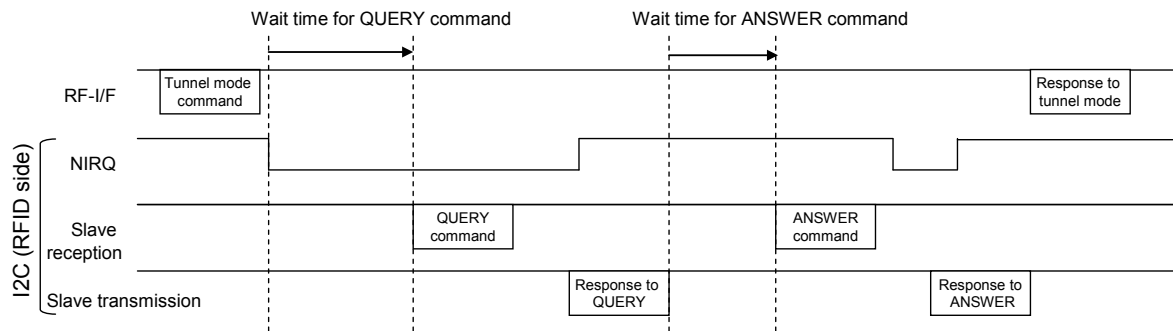 Wait time for QUERY command
Wait time for ANSWER command
RF-I/F
Tunnel mode
command
Response to
tunnel mode
I2C (RFID side)
NIRQ
Slave
reception
QUERY
command
ANSWER
command
Slave transmission
Response to
QUERY
Response to
ANSWER